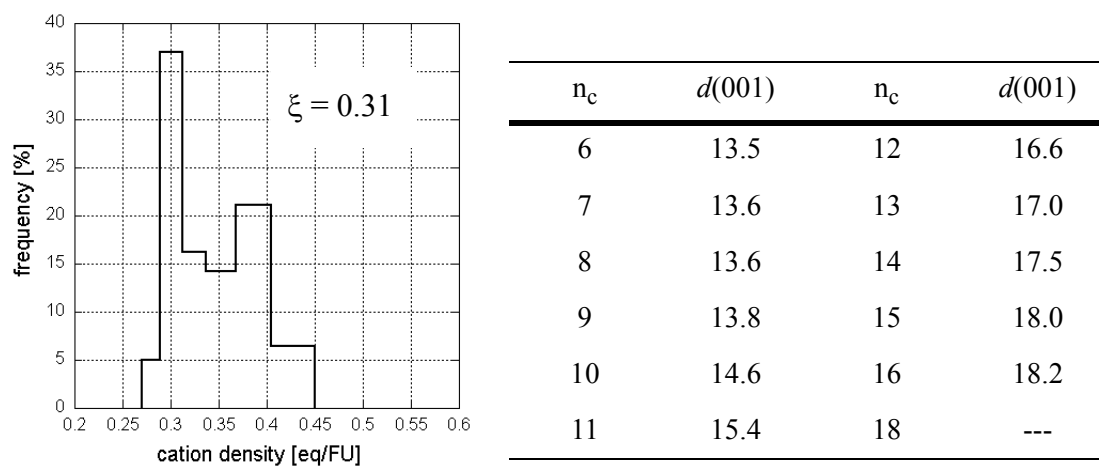 40
35
30
25
20
15
10
5
0
frequency [%]
ξ = 0.31
0.2 0.25 0.3 0.35 0.4 0.45 0.5 0.55 0.6
cation density [eq/FU]
n_c d(001) n_c d(001)
6 13.5 12 16.6
7 13.6 13 17.0
8 13.6 14 17.5
9 13.8 15 18.0
10 14.6 16 18.2
11 15.4 18 ---